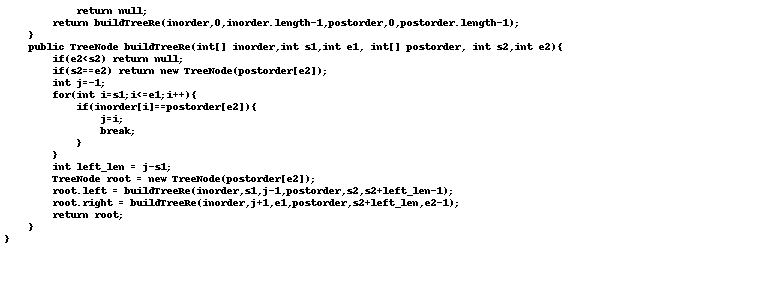 return null;
        return buildTreeRe(inorder,0,inorder.length-1,postorder,0,postorder.length-1);
    }
    public TreeNode buildTreeRe(int[] inorder,int s1,int e1, int[] postorder, int s2,int e2){
        if(e2<s2) return null;
        if(s2==e2) return new TreeNode(postorder[e2]);
        int j=-1;
        for(int i=s1;i<=e1;i++){
            if(inorder[i]==postorder[e2]){
                j=i;
                break;
            }
        }
        int left_len = j-s1;
        TreeNode root = new TreeNode(postorder[e2]);
        root.left = buildTreeRe(inorder,s1,j-1,postorder,s2,s2+left_len-1);
        root.right = buildTreeRe(inorder,j+1,e1,postorder,s2+left_len,e2-1);
        return root;
    }
}